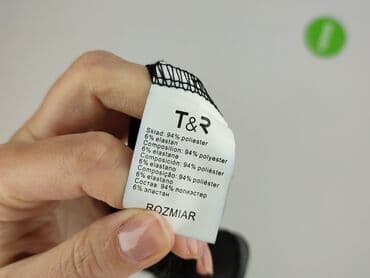 T&R
Skład: 94% poliester
6% elastan
Composition: 94% polyester
6% elastane
Composición: 94% poliéster
6% elastano
Composição: 94% poliéster
6% elastano
Состав: 94% полиэстер
6% эластан
ROZMIAR